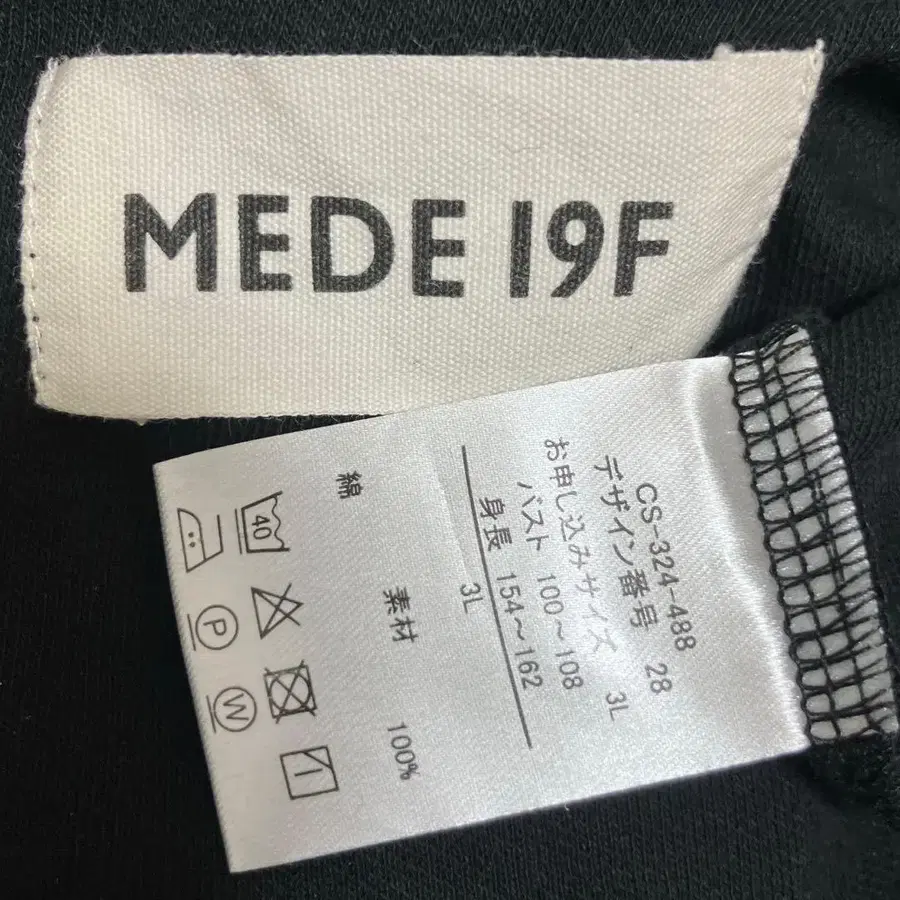 MEDE 19F
CS-324-488
デザイン番号 28
お申し込みサイズ 3L
バスト 100～108
身長 154～162
3L
素材
綿 100%
40
P
W